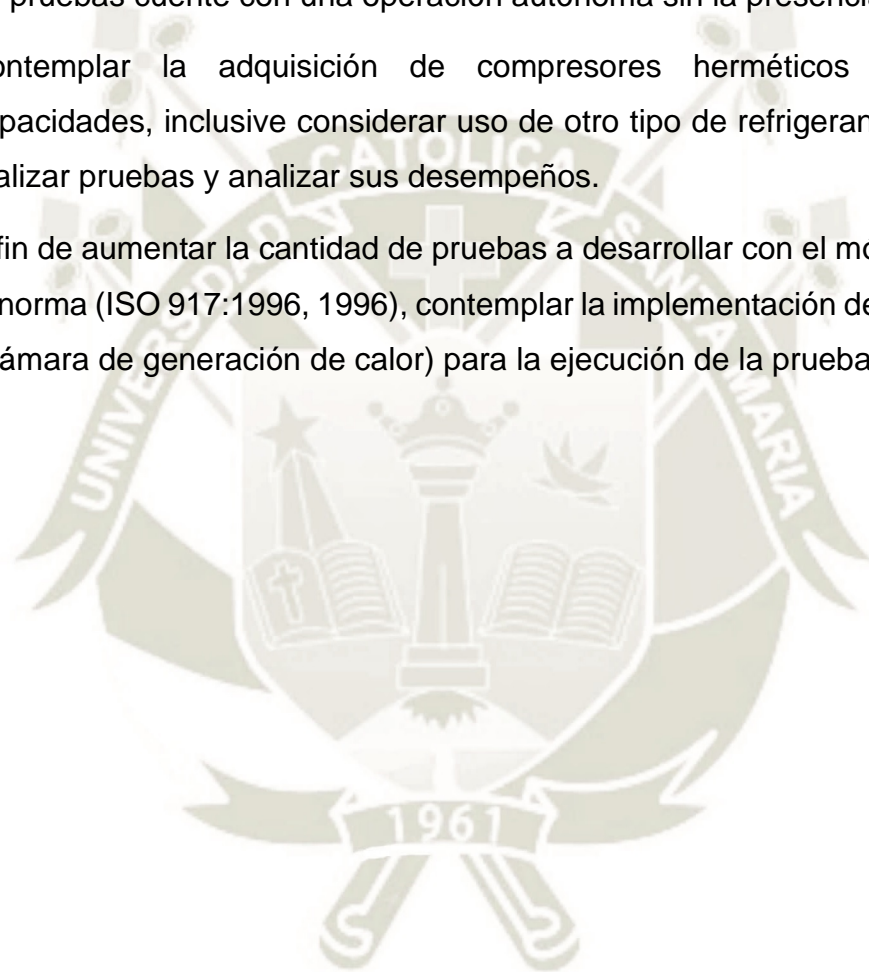 pruebas cuente con una operación autónoma sin la presencia
ontemplar la adquisición de compresores herméticos
pacidades, inclusive considerar uso de otro tipo de refrigeran
alizar pruebas y analizar sus desempeños.
fin de aumentar la cantidad de pruebas a desarrollar con el mo
norma (ISO 917:1996, 1996), contemplar la implementación de
ámara de generación de calor) para la ejecución de la prueba
UNIVERSIDAD CATOLICA SANTA MARIA
1961